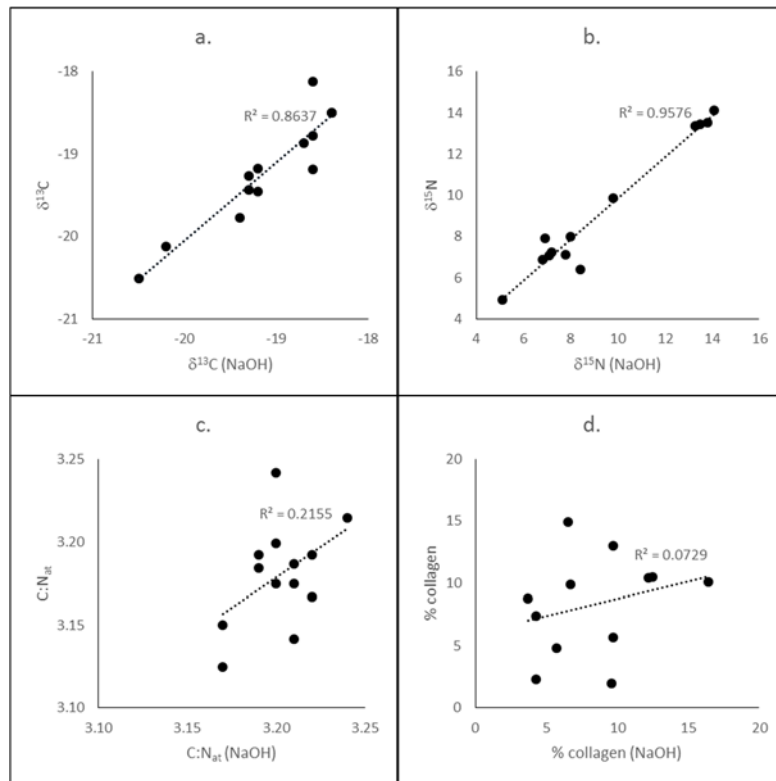 a.
-18
R² = 0.8637
-19
δ¹³C
-20
-21
-21 -20 -19 -18
δ¹³C (NaOH)
b.
16
R² = 0.9576
14
12
δ¹⁵N
10
8
6
4
4 6 8 10 12 14 16
δ¹⁵N (NaOH)
c.
3.25
R² = 0.2155
3.20
C:Nₐₜ
3.15
3.10
3.10 3.15 3.20 3.25
C:Nₐₜ (NaOH)
d.
20
15
R² = 0.0729
% collagen
10
5
0
0 5 10 15 20
% collagen (NaOH)